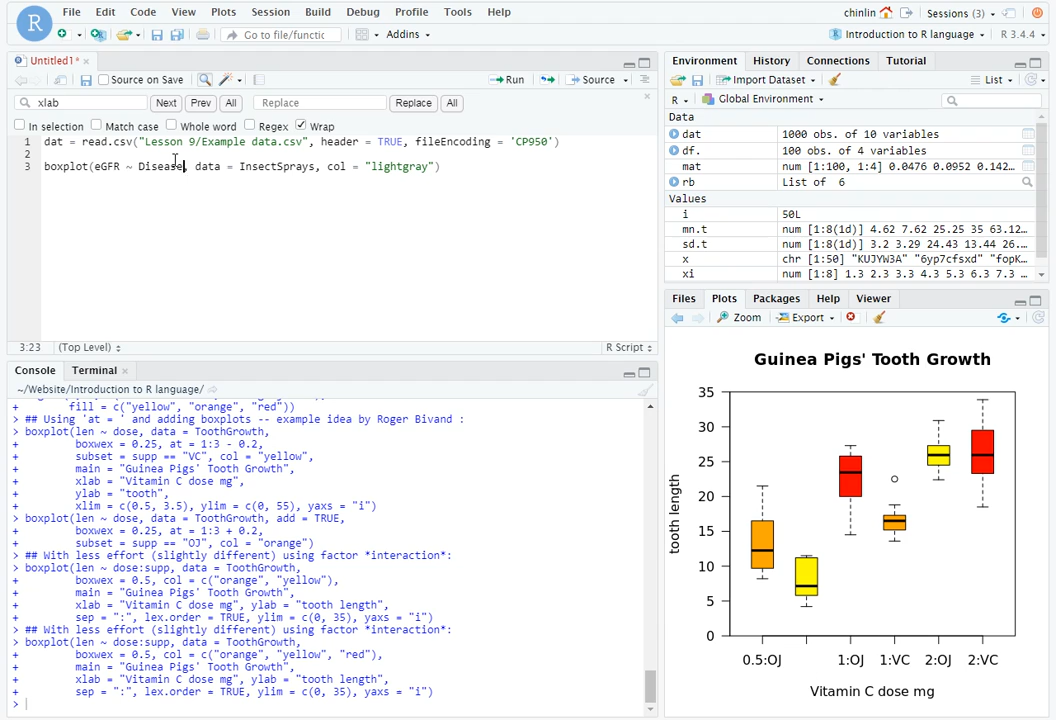 File Edit Code View Plots Session Build Debug Profile Tools Help
chinlin Sessions (3)
Go to file/functic Addins
Introduction to R language R 3.4.4
Untitled1*
Source on Save Run Source
xlab Next Prev All Replace Replace All
In selection Match case Whole word Regex Wrap
1 dat = read.csv("Lesson 9/Example data.csv", header = TRUE, fileEncoding = 'CP950')
2
3 boxplot(eGFR ~ Disease, data = InsectSprays, col = "lightgray")
3:23 (Top Level) R Script
Console Terminal
~/Website/Introduction to R language/
+ fill = c("yellow", "orange", "red"))
> ## Using 'at = ' and adding boxplots -- example idea by Roger Bivand :
> boxplot(len ~ dose, data = ToothGrowth,
+ boxwex = 0.25, at = 1:3 - 0.2,
+ subset = supp == "VC", col = "yellow",
+ main = "Guinea Pigs' Tooth Growth",
+ xlab = "Vitamin C dose mg",
+ ylab = "tooth",
+ xlim = c(0.5, 3.5), ylim = c(0, 55), yaxs = "i")
> boxplot(len ~ dose, data = ToothGrowth, add = TRUE,
+ boxwex = 0.25, at = 1:3 + 0.2,
+ subset = supp == "OJ", col = "orange")
> ## With less effort (slightly different) using factor *interaction*:
> boxplot(len ~ dose:supp, data = ToothGrowth,
+ boxwex = 0.5, col = c("orange", "yellow"),
+ main = "Guinea Pigs' Tooth Growth",
+ xlab = "Vitamin C dose mg", ylab = "tooth length",
+ sep = ":", lex.order = TRUE, ylim = c(0, 35), yaxs = "i")
> ## With less effort (slightly different) using factor *interaction*:
> boxplot(len ~ dose:supp, data = ToothGrowth,
+ boxwex = 0.5, col = c("orange", "yellow", "red"),
+ main = "Guinea Pigs' Tooth Growth",
+ xlab = "Vitamin C dose mg", ylab = "tooth length",
+ sep = ":", lex.order = TRUE, ylim = c(0, 35), yaxs = "i")
>
Environment History Connections Tutorial
Import Dataset List
R Global Environment
Data
dat 1000 obs. of 10 variables
df. 100 obs. of 4 variables
mat num [1:100, 1:4] 0.0476 0.0952 0.142...
rb List of 6
Values
i 50L
mn.t num [1:8(1d)] 4.62 7.62 25.25 35 63.12...
sd.t num [1:8(1d)] 3.2 3.29 24.43 13.44 26...
x chr [1:50] "KUJYW3A" "6yp7cfsxd" "fopK...
xi num [1:8] 1.3 2.3 3.3 4.3 5.3 6.3 7.3 ...
Files Plots Packages Help Viewer
Zoom Export
Guinea Pigs' Tooth Growth
tooth length
35
30
25
20
15
10
5
0
0.5:OJ 1:OJ 1:VC 2:OJ 2:VC
Vitamin C dose mg